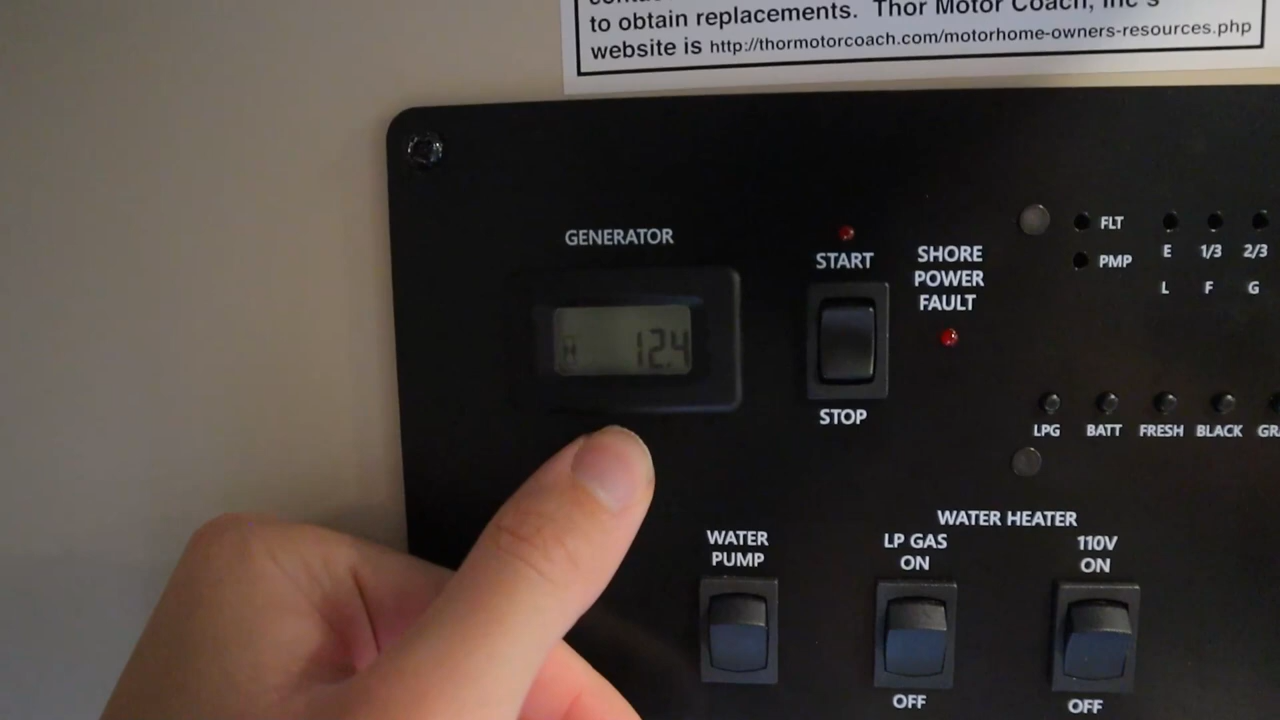 to obtain replacements. Thor Motor Coach, Inc's
website is http://thormotorcoach.com/motorhome-owners-resources.php
GENERATOR
12.4
START
STOP
SHORE
POWER
FAULT
FLT
PMP
E 1/3 2/3
L F G
LPG BATT FRESH BLACK
WATER
PUMP
WATER HEATER
LP GAS
ON
OFF
110V
ON
OFF